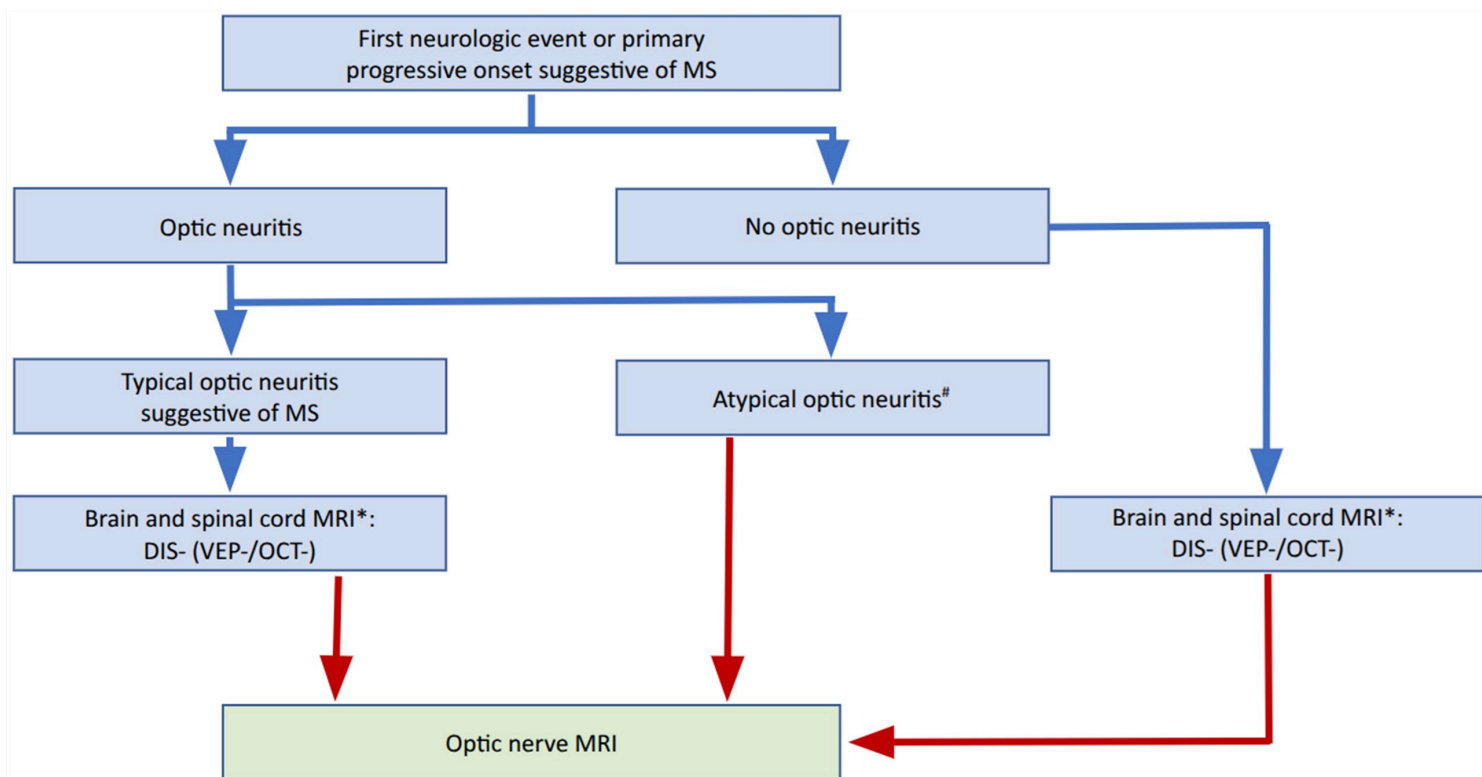 First neurologic event or primary
progressive onset suggestive of MS
Optic neuritis
No optic neuritis
Typical optic neuritis
suggestive of MS
Atypical optic neuritis#
Brain and spinal cord MRI*:
DIS- (VEP-/OCT-)
Brain and spinal cord MRI*:
DIS- (VEP-/OCT-)
Optic nerve MRI